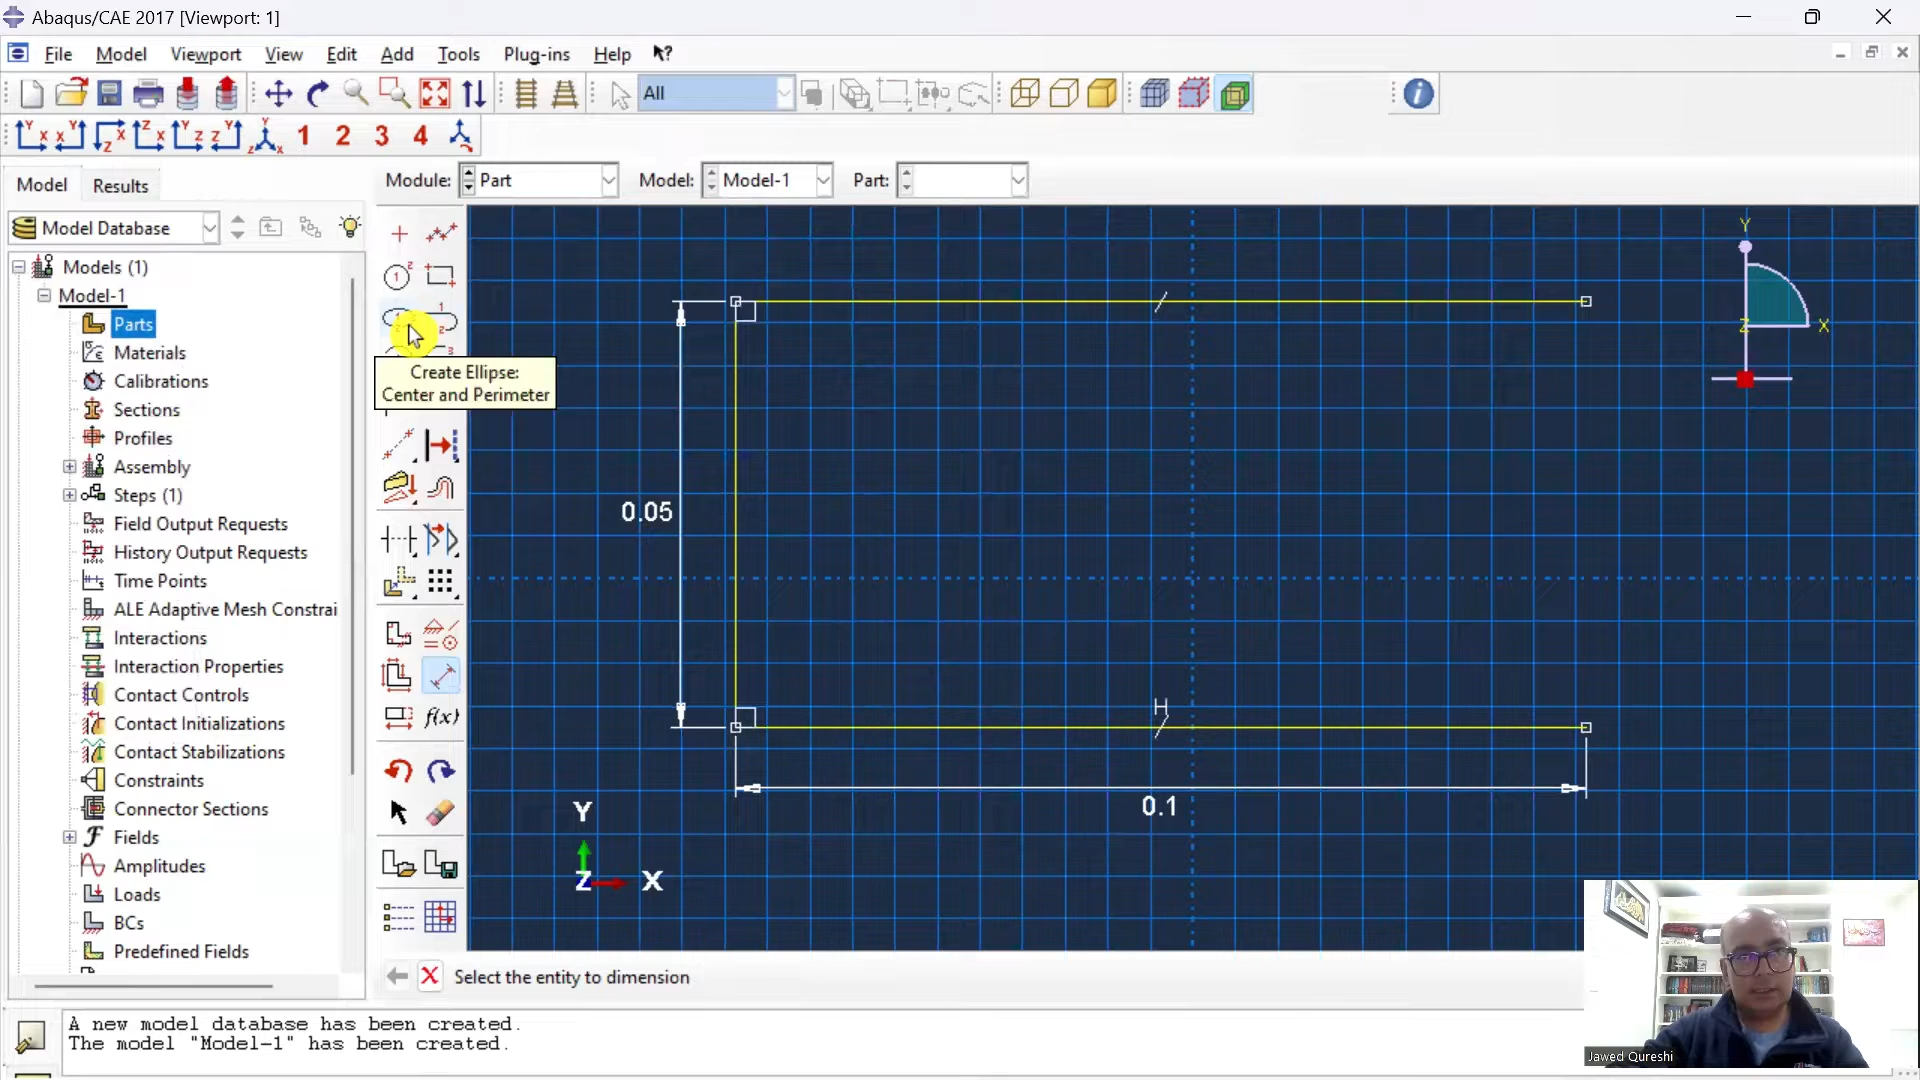 Abaqus/CAE 2017 [Viewport: 1]
File Model Viewport View Edit Add Tools Plug-ins Help ?
All
1 2 3 4
Model Results
Module: Part Model: Model-1 Part:
Model Database
Models (1)
Model-1
Parts
Materials
Calibrations
Sections
Profiles
Assembly
Steps (1)
Field Output Requests
History Output Requests
Time Points
ALE Adaptive Mesh Constrai
Interactions
Interaction Properties
Contact Controls
Contact Initializations
Contact Stabilizations
Constraints
Connector Sections
Fields
Amplitudes
Loads
BCs
Predefined Fields
Create Ellipse:
Center and Perimeter
f(x)
0.05
H
0.1
Y
Z X
Y
Z X
Select the entity to dimension
A new model database has been created.
The model "Model-1" has been created.
Jawed Qureshi